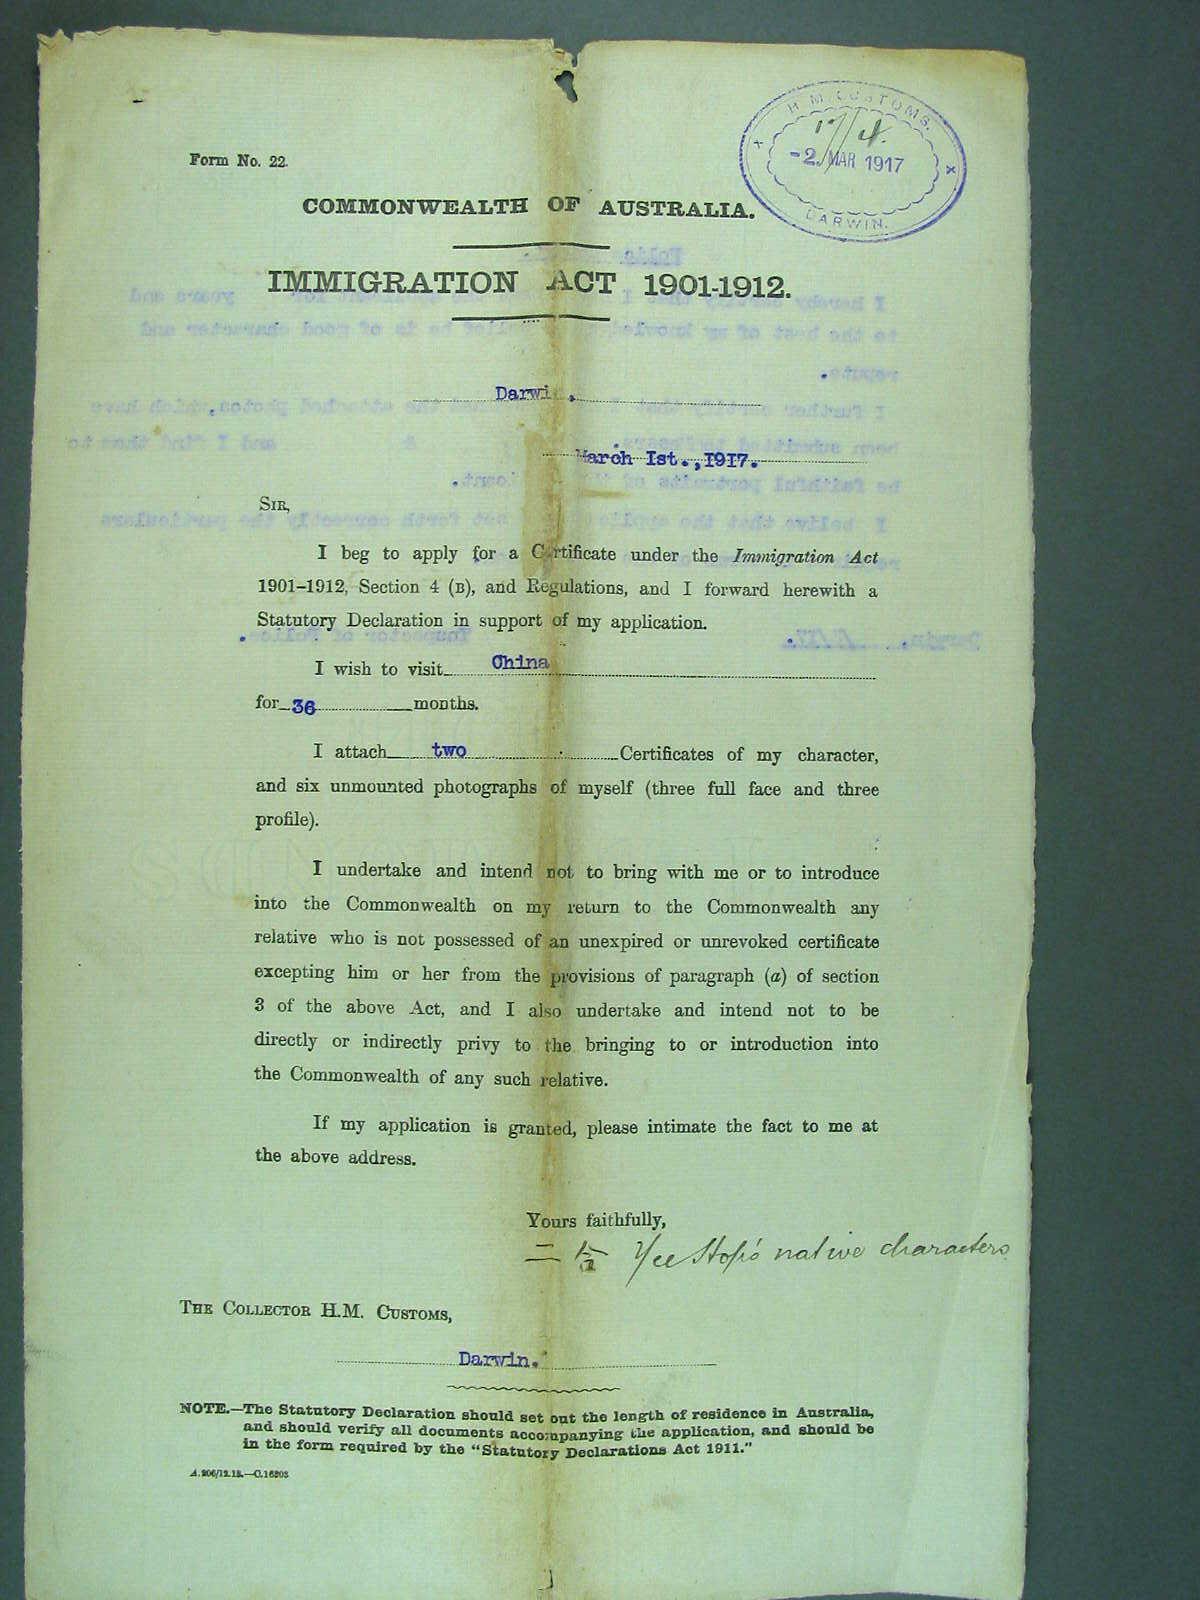 H.M. CUSTOMS.
-2 MAR 1917
DARWIN.
Form No. 22.
COMMONWEALTH OF AUSTRALIA.
IMMIGRATION ACT 1901-1912.
Darwin,
March 1st.,1917.
SIR,
I beg to apply for a Certificate under the Immigration Act
1901–1912, Section 4 (B), and Regulations, and I forward herewith a
Statutory Declaration in support of my application.
I wish to visit China
for 36 months.
I attach two Certificates of my character,
and six unmounted photographs of myself (three full face and three
profile).
I undertake and intend not to bring with me or to introduce
into the Commonwealth on my return to the Commonwealth any
relative who is not possessed of an unexpired or unrevoked certificate
excepting him or her from the provisions of paragraph (a) of section
3 of the above Act, and I also undertake and intend not to be
directly or indirectly privy to the bringing to or introduction into
the Commonwealth of any such relative.
If my application is granted, please intimate the fact to me at
the above address.
Yours faithfully,
二 Yee Hop's native characters
THE COLLECTOR H.M. CUSTOMS,
Darwin.
NOTE.—The Statutory Declaration should set out the length of residence in Australia,
and should verify all documents accompanying the application, and should be
in the form required by the "Statutory Declarations Act 1911."
A.206/12.13.—C.16203